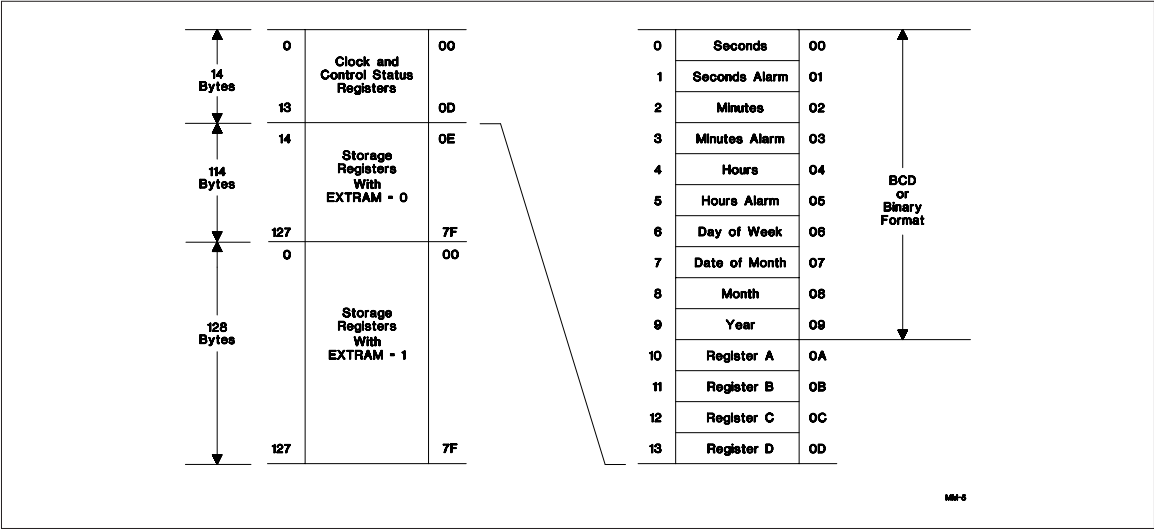 14
Bytes
0
Clock and
Control Status
Registers
00
13
0D
114
Bytes
14
Storage
Registers
With
EXTRAM - 0
0E
127
7F
128
Bytes
0
Storage
Registers
With
EXTRAM - 1
00
127
7F
0 Seconds 00
1 Seconds Alarm 01
2 Minutes 02
3 Minutes Alarm 03
4 Hours 04
5 Hours Alarm 05
6 Day of Week 06
7 Date of Month 07
8 Month 08
9 Year 09
10 Register A 0A
11 Register B 0B
12 Register C 0C
13 Register D 0D
BCD
or
Binary
Format
MM-5